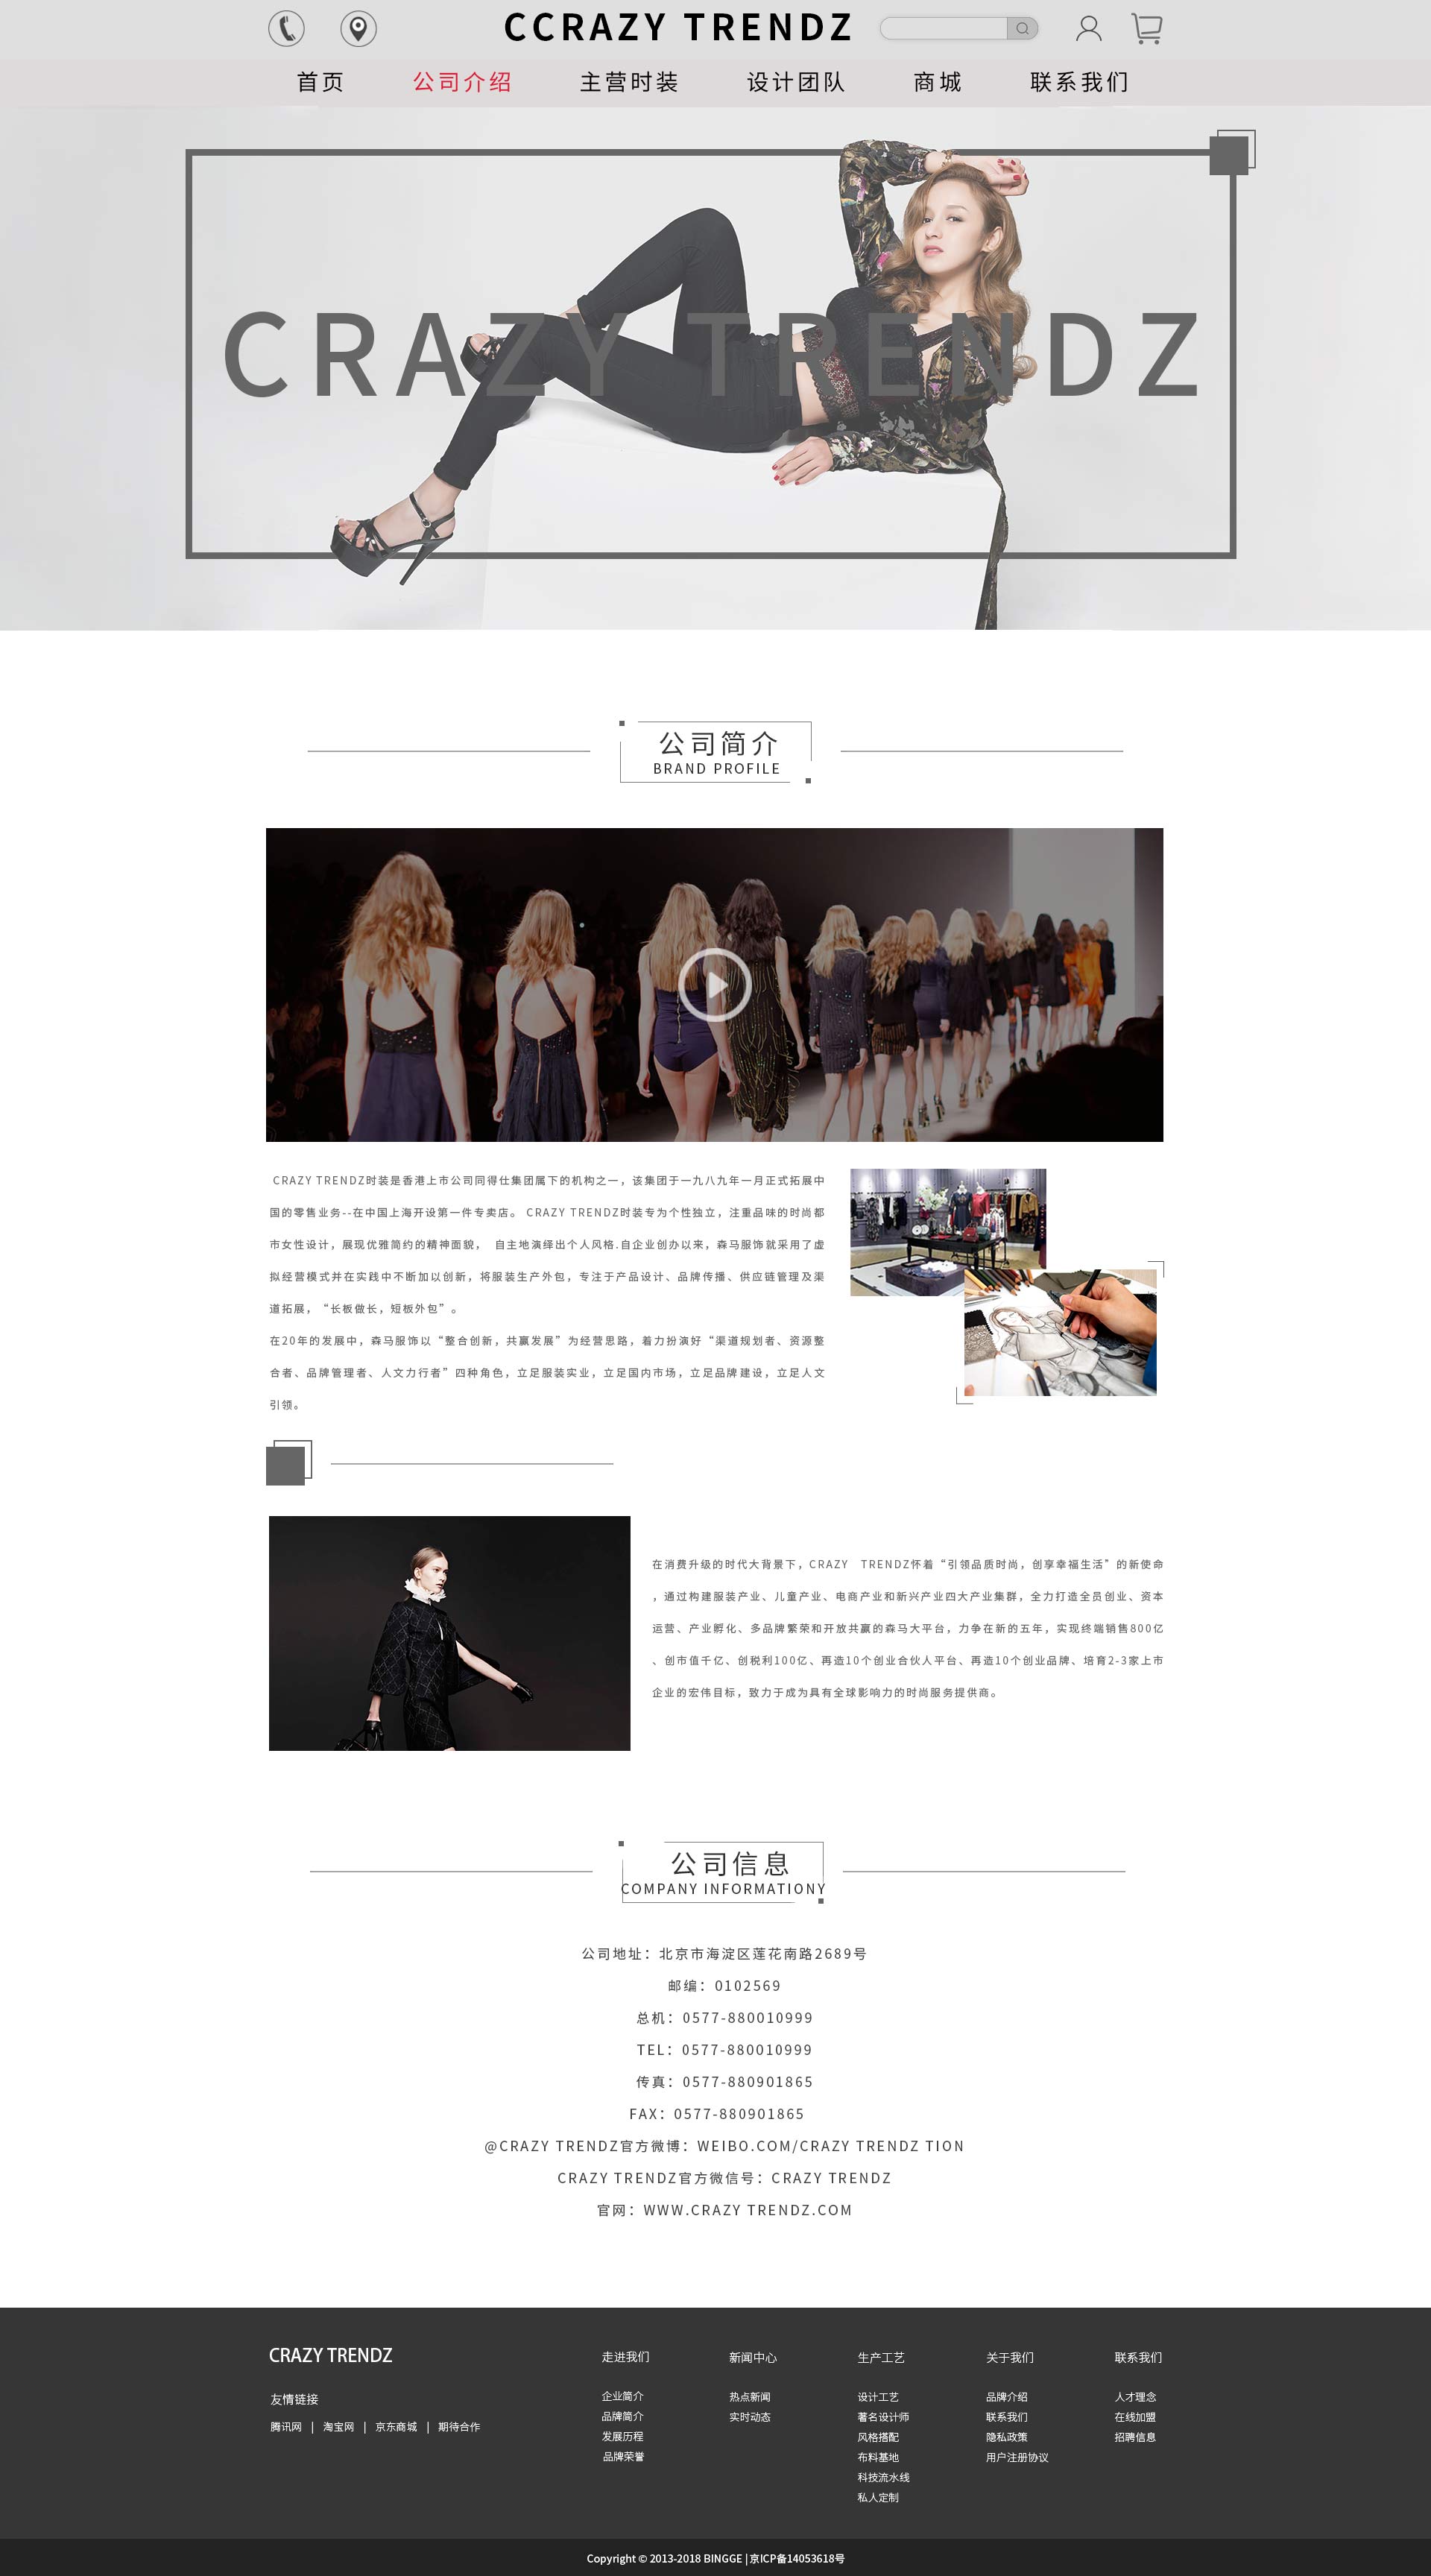 CCRAZY TRENDZ
首页 公司介绍 主营时装 设计团队 商城 联系我们
CRAZY TRENDZ
公司简介
BRAND PROFILE
CRAZY TRENDZ时装是香港上市公司同得仕集团属下的机构之一，该集团于一九八九年一月正式拓展中
国的零售业务--在中国上海开设第一件专卖店。 CRAZY TRENDZ时装专为个性独立，注重品味的时尚都
市女性设计，展现优雅简约的精神面貌， 自主地演绎出个人风格.自企业创办以来，森马服饰就采用了虚
拟经营模式并在实践中不断加以创新，将服装生产外包，专注于产品设计、品牌传播、供应链管理及渠
道拓展，“长板做长，短板外包”。
在20年的发展中，森马服饰以“整合创新，共赢发展”为经营思路，着力扮演好“渠道规划者、资源整
合者、品牌管理者、人文力行者”四种角色，立足服装实业，立足国内市场，立足品牌建设，立足人文
引领。
在消费升级的时代大背景下，CRAZY TRENDZ怀着“引领品质时尚，创享幸福生活”的新使命
，通过构建服装产业、儿童产业、电商产业和新兴产业四大产业集群，全力打造全员创业、资本
运营、产业孵化、多品牌繁荣和开放共赢的森马大平台，力争在新的五年，实现终端销售800亿
、创市值千亿、创税利100亿、再造10个创业合伙人平台、再造10个创业品牌、培育2-3家上市
企业的宏伟目标，致力于成为具有全球影响力的时尚服务提供商。
公司信息
COMPANY INFORMATIONY
公司地址：北京市海淀区莲花南路2689号
邮编：0102569
总机：0577-880010999
TEL：0577-880010999
传真：0577-880901865
FAX：0577-880901865
@CRAZY TRENDZ官方微博：WEIBO.COM/CRAZY TRENDZ TION
CRAZY TRENDZ官方微信号：CRAZY TRENDZ
官网：WWW.CRAZY TRENDZ.COM
CRAZY TRENDZ
友情链接
腾讯网 | 淘宝网 | 京东商城 | 期待合作
走进我们
企业简介
品牌简介
发展历程
品牌荣誉
新闻中心
热点新闻
实时动态
生产工艺
设计工艺
著名设计师
风格搭配
布料基地
科技流水线
私人定制
关于我们
品牌介绍
联系我们
隐私政策
用户注册协议
联系我们
人才理念
在线加盟
招聘信息
Copyright © 2013-2018 BINGGE | 京ICP备14053618号